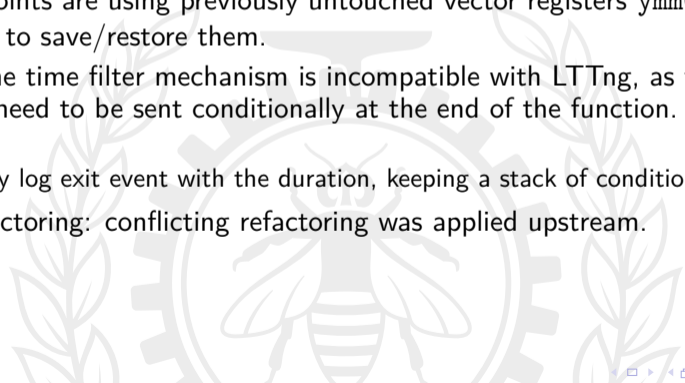 oints are using previously untouched vector registers ymm
to save/restore them.
e time filter mechanism is incompatible with LTTng, as
need to be sent conditionally at the end of the function.
y log exit event with the duration, keeping a stack of conditio
ctoring: conflicting refactoring was applied upstream.